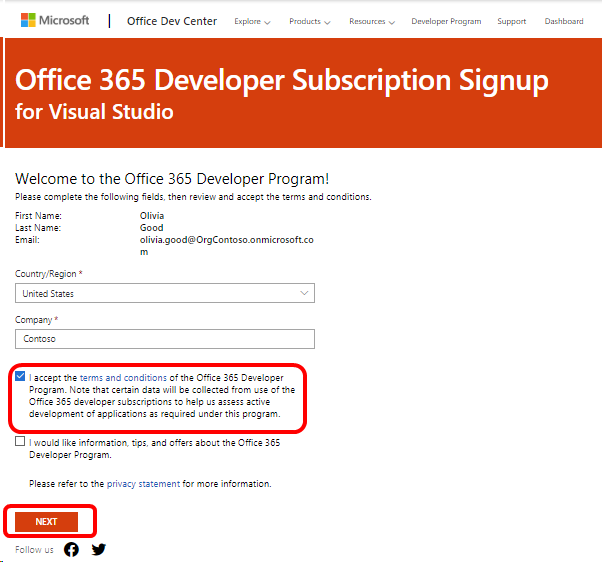 Microsoft | Office Dev Center Explore Products Resources Developer Program Support Dashboard
Office 365 Developer Subscription Signup
for Visual Studio
Welcome to the Office 365 Developer Program!
Please complete the following fields, then review and accept the terms and conditions.
First Name: Olivia
Last Name: Good
Email: olivia.good@OrgContoso.onmicrosoft.co
m
Country/Region *
United States
Company *
Contoso
I accept the terms and conditions of the Office 365 Developer
Program. Note that certain data will be collected from use of the
Office 365 developer subscriptions to help us assess active
development of applications as required under this program.
I would like information, tips, and offers about the Office 365
Developer Program.
Please refer to the privacy statement for more information.
NEXT
Follow us